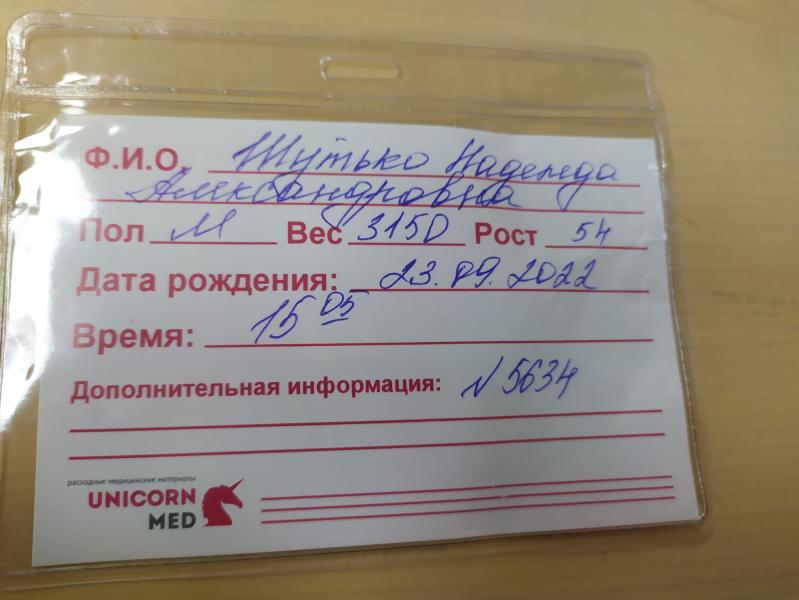 Ф.И.О. Шутько Надежда
Александровна
Пол М Вес 3150 Рост 54
Дата рождения: 23.09.2022
Время: 15 05
Дополнительная информация: N 5634
расходные медицинские материалы
UNICORN
MED